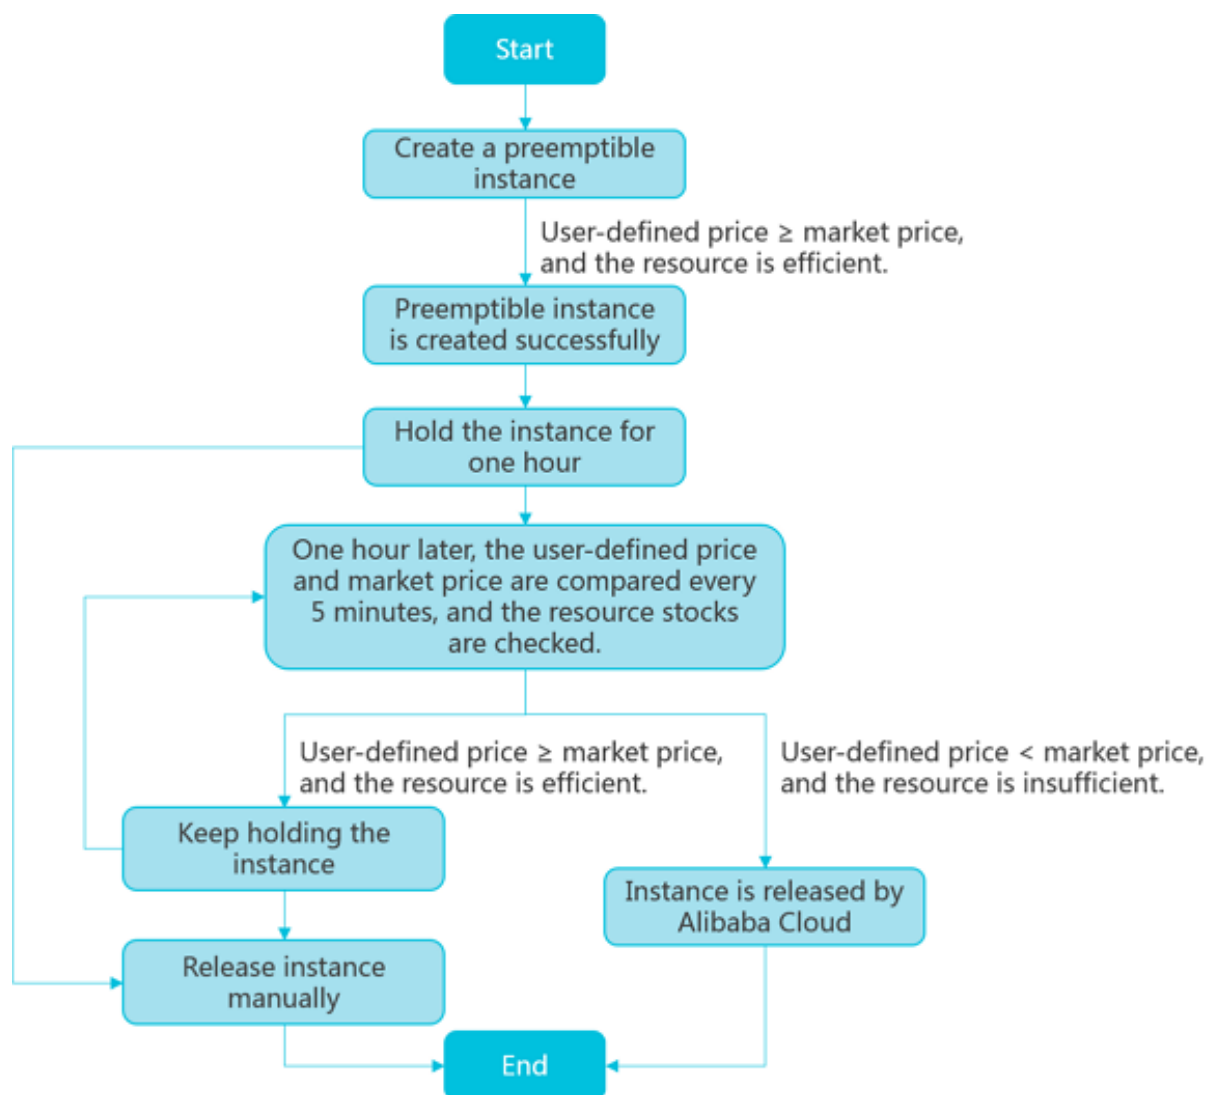 Start
Create a preemptible
instance
User-defined price ≥ market price,
and the resource is efficient.
Preemptible instance
is created successfully
Hold the instance for
one hour
One hour later, the user-defined price
and market price are compared every
5 minutes, and the resource stocks
are checked.
User-defined price ≥ market price,
and the resource is efficient.
User-defined price < market price,
and the resource is insufficient.
Keep holding the
instance
Instance is released by
Alibaba Cloud
Release instance
manually
End